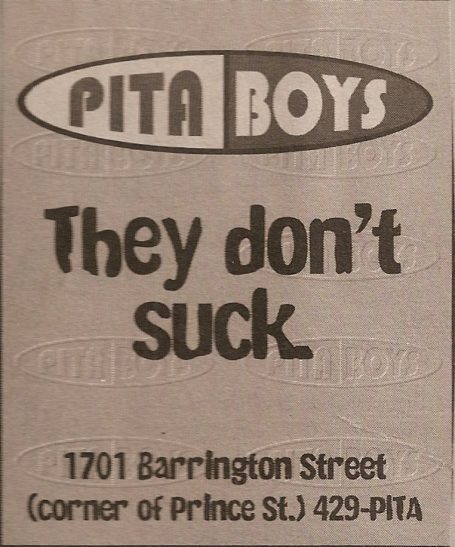 PITA BOYS
They don't
suck.
1701 Barrington Street
(corner of Prince St.) 429-PITA